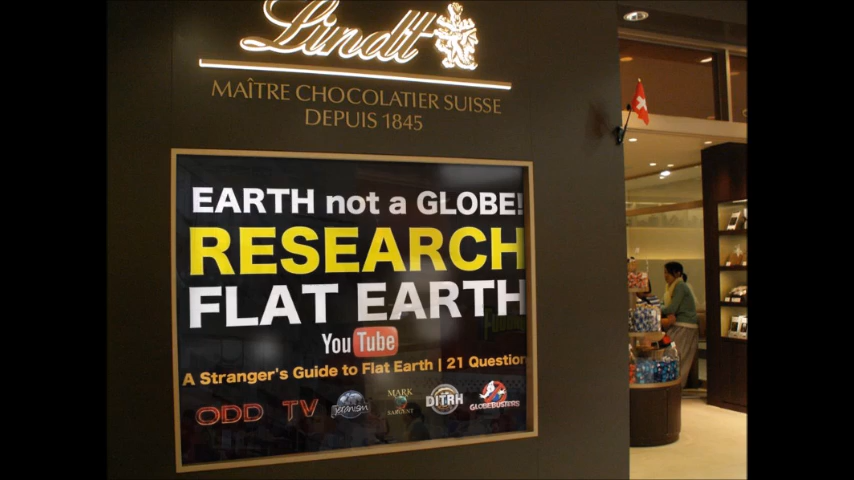 Lindt
MAÎTRE CHOCOLATIER SUISSE
DEPUIS 1845
EARTH not a GLOBE!
RESEARCH
FLAT EARTH
YouTube
A Stranger's Guide to Flat Earth | 21 Question
ODD TV
jeranism
MARK
SARGENT
DITRH
GLOBEBUSTERS